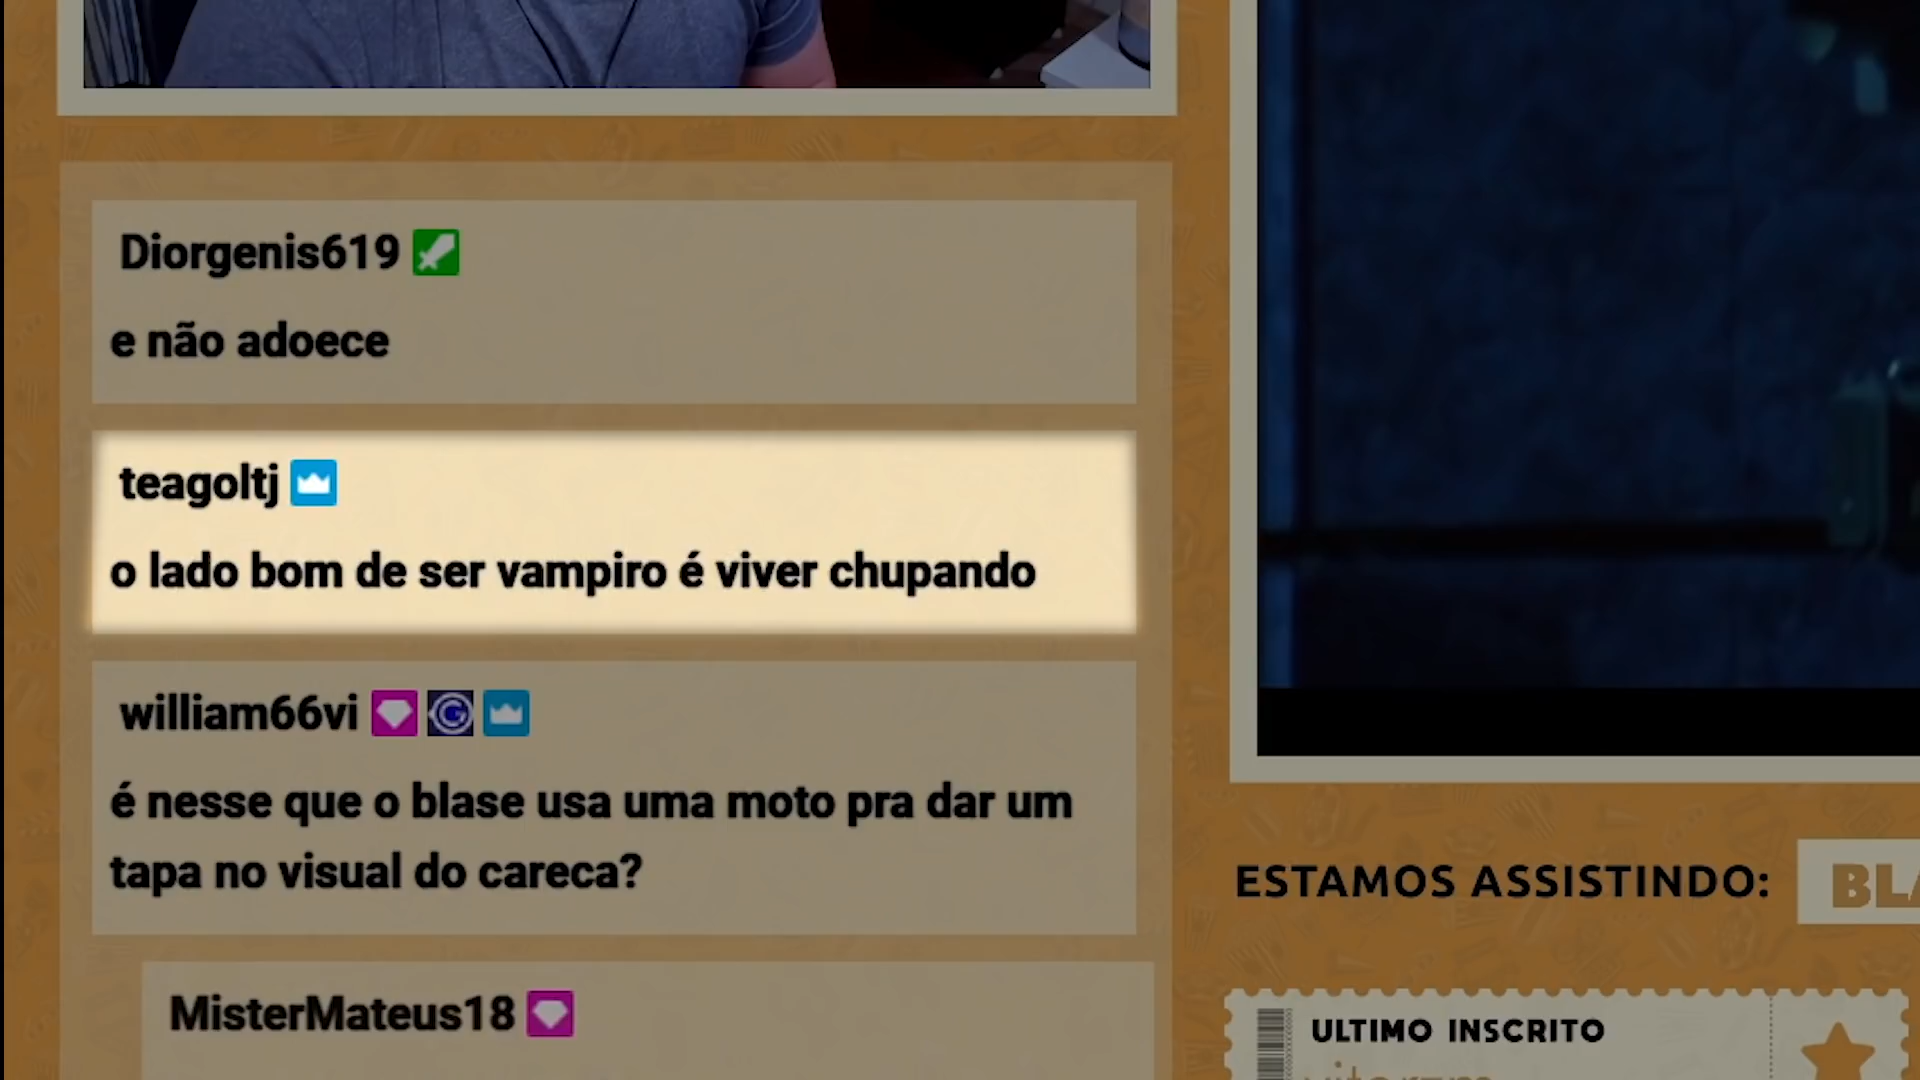 Diorgenis619
e não adoece
teagoltj
o lado bom de ser vampiro é viver chupando
william66vi
é nesse que o blase usa uma moto pra dar um
tapa no visual do careca?
MisterMateus18
ESTAMOS ASSISTINDO:
ULTIMO INSCRITO